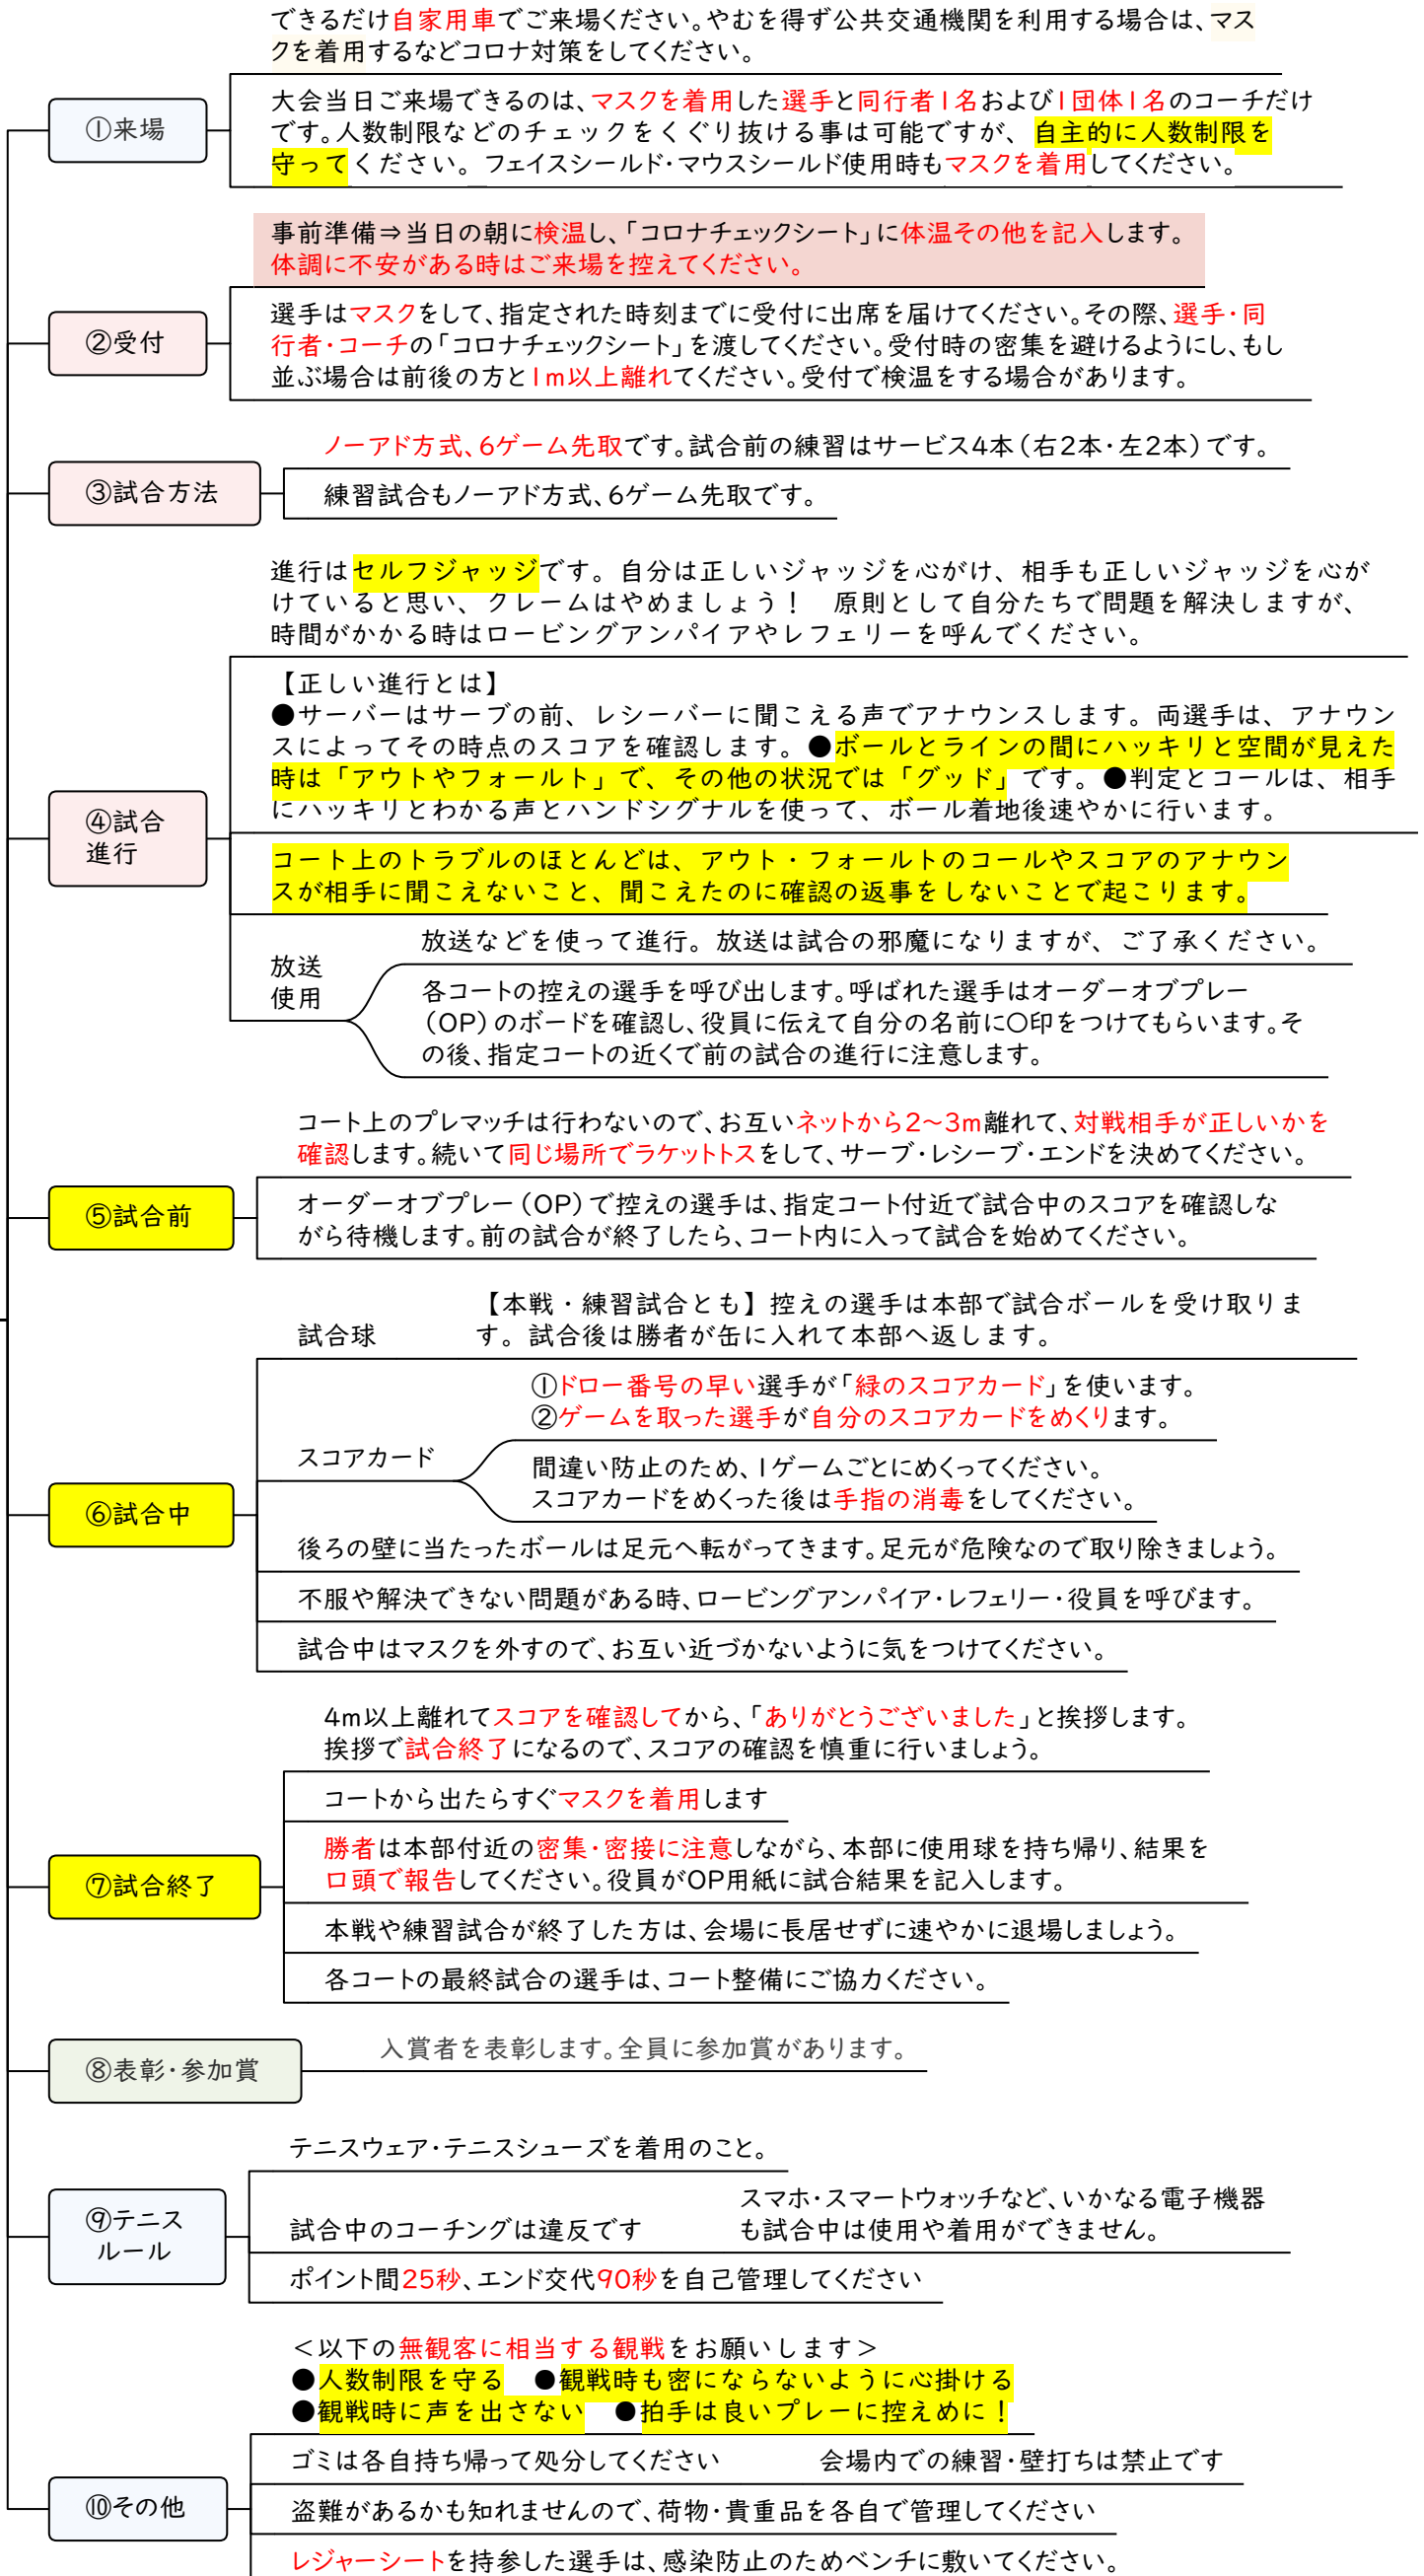 できるだけ自家用車でご来場ください。やむを得ず公共交通機関を利用する場合は、マス
クを着用するなどコロナ対策をしてください。
①来場
大会当日ご来場できるのは、マスクを着用した選手と同行者1名および1団体1名のコーチだけ
です。人数制限などのチェックをくぐり抜ける事は可能ですが、自主的に人数制限を
守ってください。フェイスシールド・マウスシールド使用時もマスクを着用してください。
事前準備⇒当日の朝に検温し、「コロナチェックシート」に体温その他を記入します。
体調に不安がある時はご来場を控えてください。
②受付
選手はマスクをして、指定された時刻までに受付に出席を届けてください。その際、選手・同
行者・コーチの「コロナチェックシート」を渡してください。受付時の密集を避けるようにし、もし
並ぶ場合は前後の方と1m以上離れてください。受付で検温をする場合があります。
③試合方法
ノーアド方式、6ゲーム先取です。試合前の練習はサービス4本（右2本・左2本）です。
練習試合もノーアド方式、6ゲーム先取です。
進行はセルフジャッジです。自分は正しいジャッジを心がけ、相手も正しいジャッジを心が
けていると思い、クレームはやめましょう！　原則として自分たちで問題を解決しますが、
時間がかかる時はロービングアンパイアやレフェリーを呼んでください。
④試合
進行
【正しい進行とは】
●サーバーはサーブの前、レシーバーに聞こえる声でアナウンスします。両選手は、アナウン
スによってその時点のスコアを確認します。●ボールとラインの間にハッキリと空間が見えた
時は「アウトやフォールト」で、その他の状況では「グッド」です。●判定とコールは、相手
にハッキリとわかる声とハンドシグナルを使って、ボール着地後速やかに行います。
コート上のトラブルのほとんどは、アウト・フォールトのコールやスコアのアナウン
スが相手に聞こえないこと、聞こえたのに確認の返事をしないことで起こります。
放送
使用
放送などを使って進行。放送は試合の邪魔になりますが、ご了承ください。
各コートの控えの選手を呼び出します。呼ばれた選手はオーダーオブプレー
（OP）のボードを確認し、役員に伝えて自分の名前に〇印をつけてもらいます。そ
の後、指定コートの近くで前の試合の進行に注意します。
コート上のプレマッチは行わないので、お互いネットから2～3m離れて、対戦相手が正しいかを
確認します。続いて同じ場所でラケットトスをして、サーブ・レシーブ・エンドを決めてください。
⑤試合前
オーダーオブプレー（OP）で控えの選手は、指定コート付近で試合中のスコアを確認しな
がら待機します。前の試合が終了したら、コート内に入って試合を始めてください。
試合球
【本戦・練習試合とも】控えの選手は本部で試合ボールを受け取りま
す。試合後は勝者が缶に入れて本部へ返します。
⑥試合中
スコアカード
①ドロー番号の早い選手が「緑のスコアカード」を使います。
②ゲームを取った選手が自分のスコアカードをめくります。
間違い防止のため、1ゲームごとにめくってください。
スコアカードをめくった後は手指の消毒をしてください。
後ろの壁に当たったボールは足元へ転がってきます。足元が危険なので取り除きましょう。
不服や解決できない問題がある時、ロービングアンパイア・レフェリー・役員を呼びます。
試合中はマスクを外すので、お互い近づかないように気をつけてください。
4m以上離れてスコアを確認してから、「ありがとうございました」と挨拶します。
挨拶で試合終了になるので、スコアの確認を慎重に行いましょう。
コートから出たらすぐマスクを着用します
⑦試合終了
勝者は本部付近の密集・密接に注意しながら、本部に使用球を持ち帰り、結果を
口頭で報告してください。役員がOP用紙に試合結果を記入します。
本戦や練習試合が終了した方は、会場に長居せずに速やかに退場しましょう。
各コートの最終試合の選手は、コート整備にご協力ください。
⑧表彰・参加賞
入賞者を表彰します。全員に参加賞があります。
テニスウェア・テニスシューズを着用のこと。
⑨テニス
ルール
試合中のコーチングは違反です
スマホ・スマートウォッチなど、いかなる電子機器
も試合中は使用や着用ができません。
ポイント間25秒、エンド交代90秒を自己管理してください
＜以下の無観客に相当する観戦をお願いします＞
●人数制限を守る　●観戦時も密にならないように心掛ける
●観戦時に声を出さない　●拍手は良いプレーに控えめに！
⑩その他
ゴミは各自持ち帰って処分してください　会場内での練習・壁打ちは禁止です
盗難があるかも知れませんので、荷物・貴重品を各自で管理してください
レジャーシートを持参した選手は、感染防止のためベンチに敷いてください。